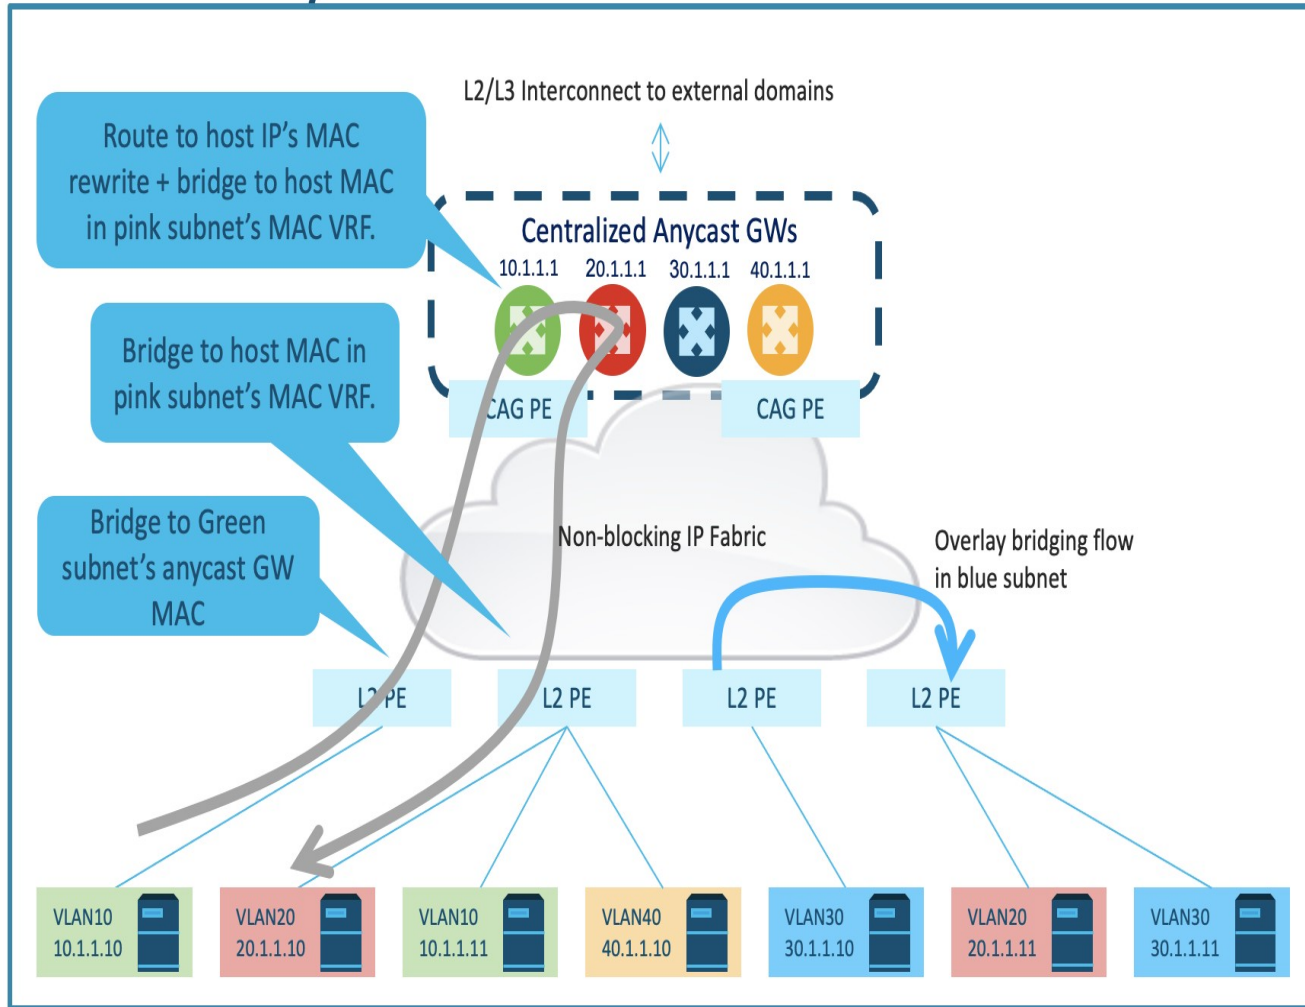 L2/L3 Interconnect to external domains
Route to host IP's MAC
rewrite + bridge to host MAC
in pink subnet's MAC VRF.
Centralized Anycast GWs
10.1.1.1
20.1.1.1
30.1.1.1
40.1.1.1
Bridge to host MAC in
pink subnet's MAC VRF.
CAG PE
CAG PE
Bridge to Green
subnet's anycast GW
MAC
Non-blocking IP Fabric
Overlay bridging flow
in blue subnet
L2 PE
L2 PE
L2 PE
L2 PE
VLAN10
10.1.1.10
VLAN20
20.1.1.10
VLAN10
10.1.1.11
VLAN40
40.1.1.10
VLAN30
30.1.1.10
VLAN20
20.1.1.11
VLAN30
30.1.1.11